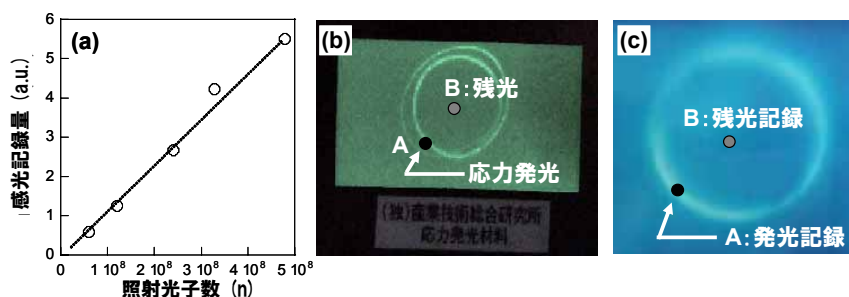 (a)
感光記録量 (a.u.)
6
5
4
3
2
1
0
0
1 10⁸
2 10⁸
3 10⁸
4 10⁸
5 10⁸
照射光子数 (n)
(b)
B:残光
A
応力発光
(独)産業技術総合研究所
応力発光材料
(c)
B:残光記録
A:発光記録